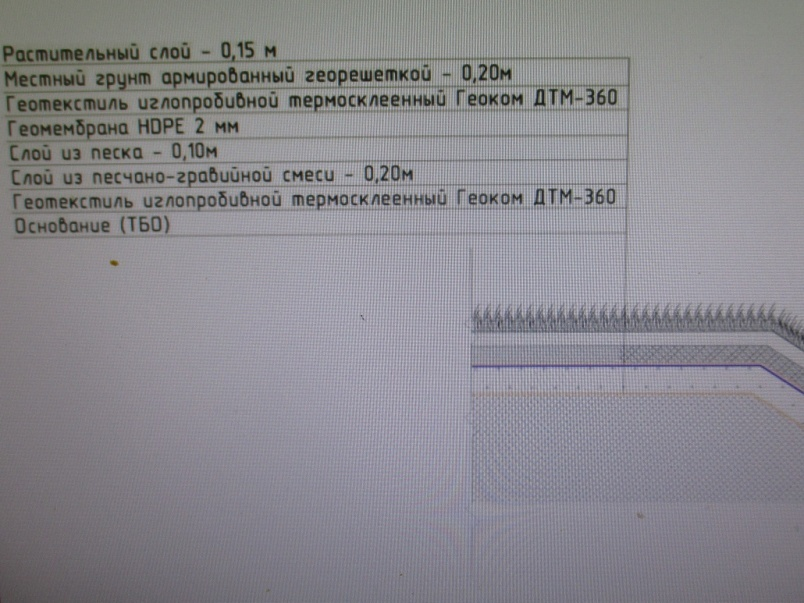 Растительный слой - 0,15 м
Местный грунт армированный георешеткой - 0,20м
Геотекстиль иглопробивной термосклеенный Геоком ДТМ-360
Геомембрана HDPE 2 мм
Слой из песка - 0,10м
Слой из песчано-гравийной смеси - 0,20м
Геотекстиль иглопробивной термосклеенный Геоком ДТМ-360
Основание (ТБО)